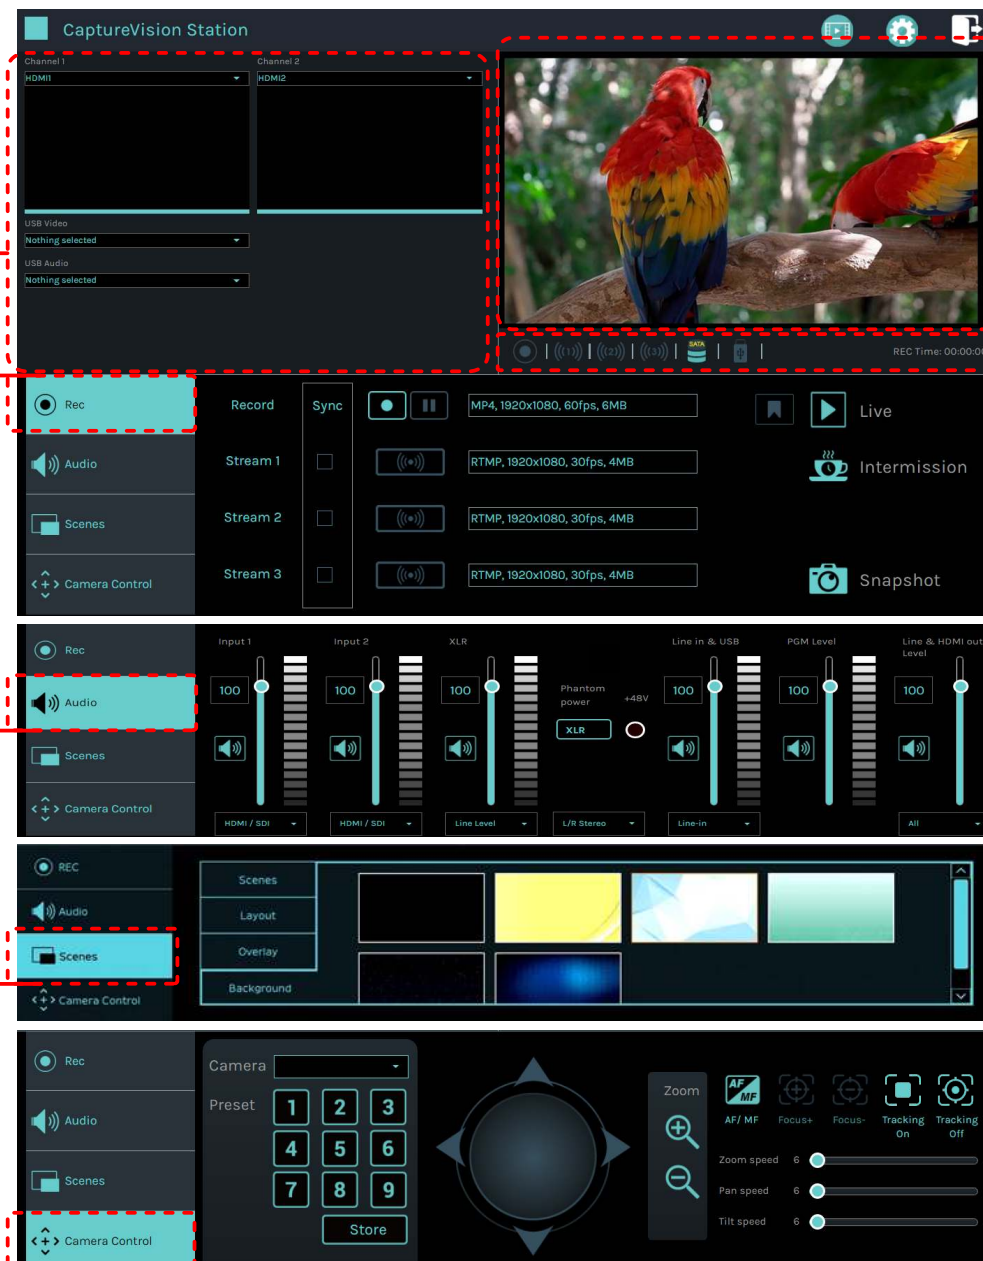 CaptureVision Station
Channel 1
Channel 2
HDMI1
HDMI2
USB Video
Nothing selected
USB Audio
Nothing selected
((1)) ((2)) ((3)) SATA
REC Time: 00:00:00
Rec
Audio
Scenes
Camera Control
Record
Sync
MP4, 1920x1080, 60fps, 6MB
Live
Stream 1
RTMP, 1920x1080, 30fps, 4MB
Intermission
Stream 2
RTMP, 1920x1080, 30fps, 4MB
Stream 3
RTMP, 1920x1080, 30fps, 4MB
Snapshot
Rec
Audio
Scenes
Camera Control
Input 1
Input 2
XLR
Line in & USB
PGM Level
Line & HDMI out
Level
100
100
100
Phantom
power
+48V
XLR
100
100
100
HDMI / SDI
HDMI / SDI
Line Level
L/R Stereo
Line-in
All
REC
Audio
Scenes
Camera Control
Scenes
Layout
Overlay
Background
Rec
Audio
Scenes
Camera Control
Camera
Preset
1 2 3
4 5 6
7 8 9
Store
Zoom
AF/MF
AF/ MF
Focus+
Focus-
Tracking
On
Tracking
Off
Zoom speed 6
Pan speed 6
Tilt speed 6